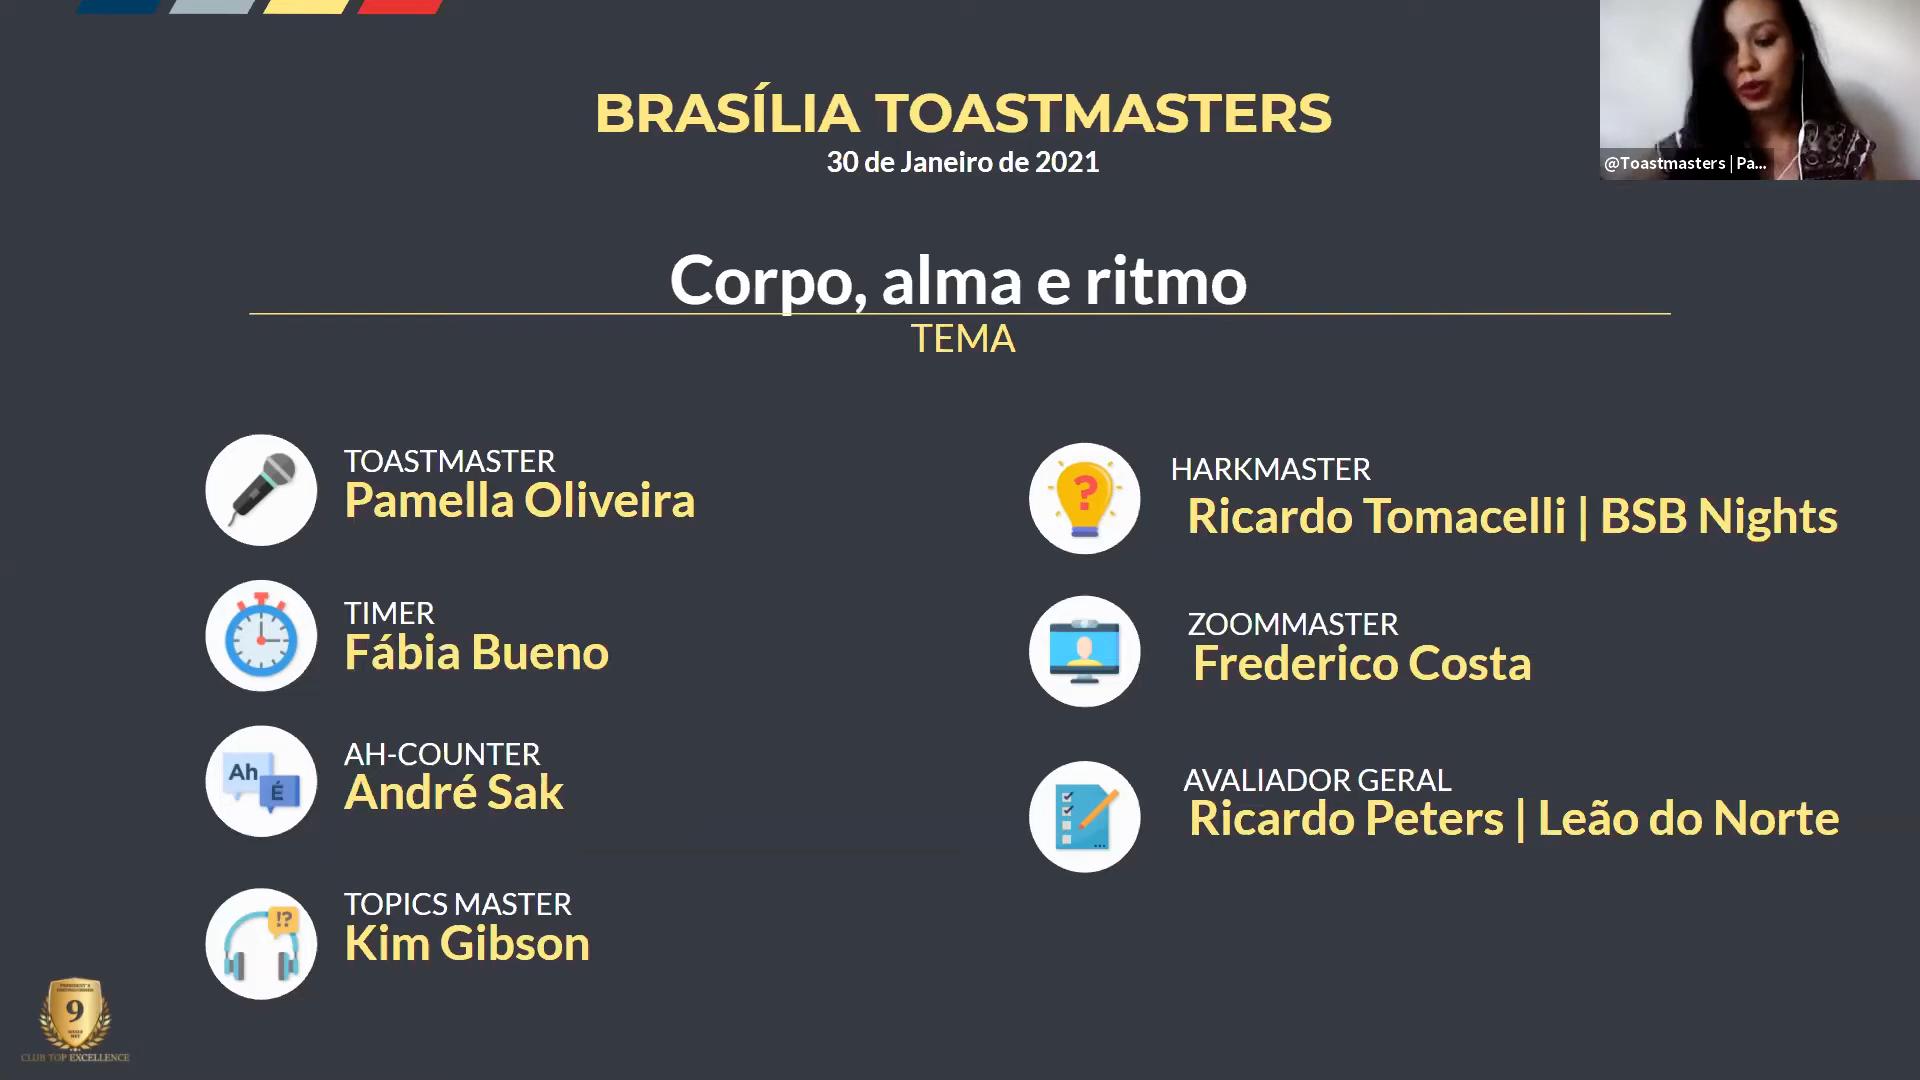 BRASÍLIA TOASTMASTERS
30 de Janeiro de 2021
@Toastmasters | Pa...
Corpo, alma e ritmo
TEMA
TOASTMASTER
Pamella Oliveira
TIMER
Fábia Bueno
Ah
É
AH-COUNTER
André Sak
!?
TOPICS MASTER
Kim Gibson
?
HARKMASTER
Ricardo Tomacelli | BSB Nights
ZOOMMASTER
Frederico Costa
AVALIADOR GERAL
Ricardo Peters | Leão do Norte
9
CLUB TOP EXCELLENCE